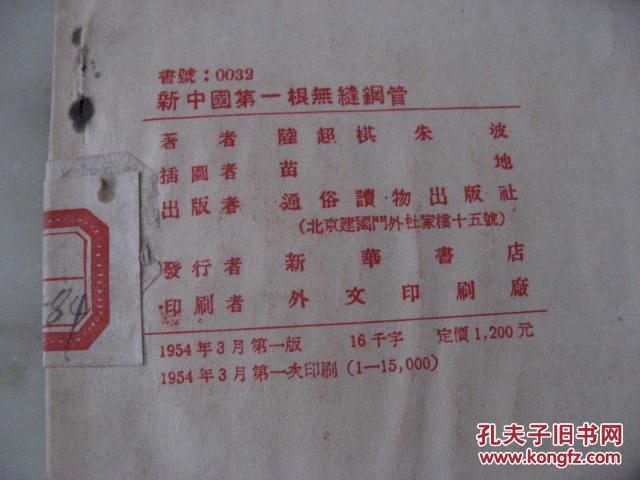 書號：0032
新中國第一根無縫鋼管
著者 陸超祺 朱波
插圖者 苗地
出版者 通俗讀物出版社
（北京建國門外杜家樓十五號）
發行者 新華書店
印刷者 外文印刷廠
1954年3月第一版 16千字 定價1,200元
1954年3月第一次印刷（1—15,000）
84
孔夫子旧书网
www.kongfz.com